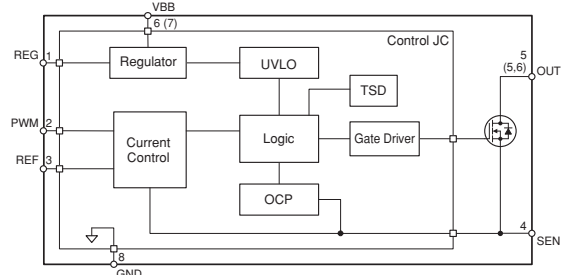 VBB
6 (7)
Control JC
REG 1
Regulator
UVLO
TSD
5
(5,6)
OUT
PWM 2
REF 3
Current
Control
Logic
Gate Driver
OCP
4
SEN
8
GND